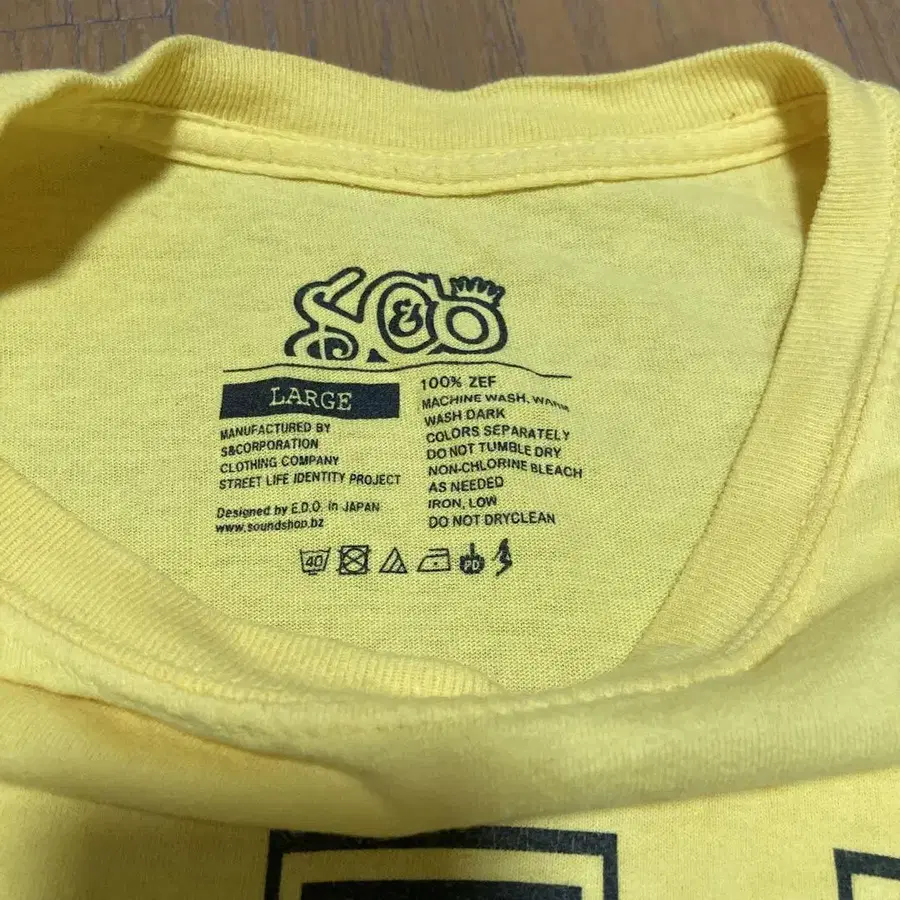 S&CO
LARGE
MANUFACTURED BY
S&CORPORATION
CLOTHING COMPANY
STREET LIFE IDENTITY PROJECT
Designed by E.D.O. in JAPAN
www.soundshop.bz
100% ZEF
MACHINE WASH, WARM
WASH DARK
COLORS SEPARATELY
DO NOT TUMBLE DRY
NON-CHLORINE BLEACH
AS NEEDED
IRON, LOW
DO NOT DRYCLEAN
40
PD